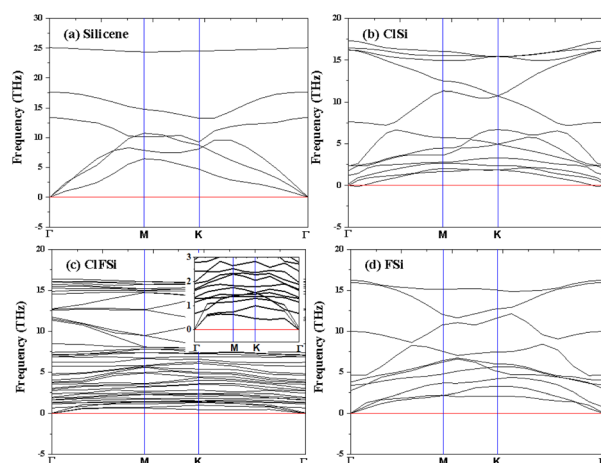 (a) Silicene
Frequency (THz)
30
25
20
15
10
5
0
-5
Γ M K Γ
(b) ClSi
Frequency (THz)
20
15
10
5
0
-5
Γ M K Γ
(c) ClFSi
Frequency (THz)
20
15
10
5
0
-5
Γ M K Γ
3
2
1
0
Γ M K Γ
(d) FSi
Frequency (THz)
20
15
10
5
0
-5
Γ M K Γ